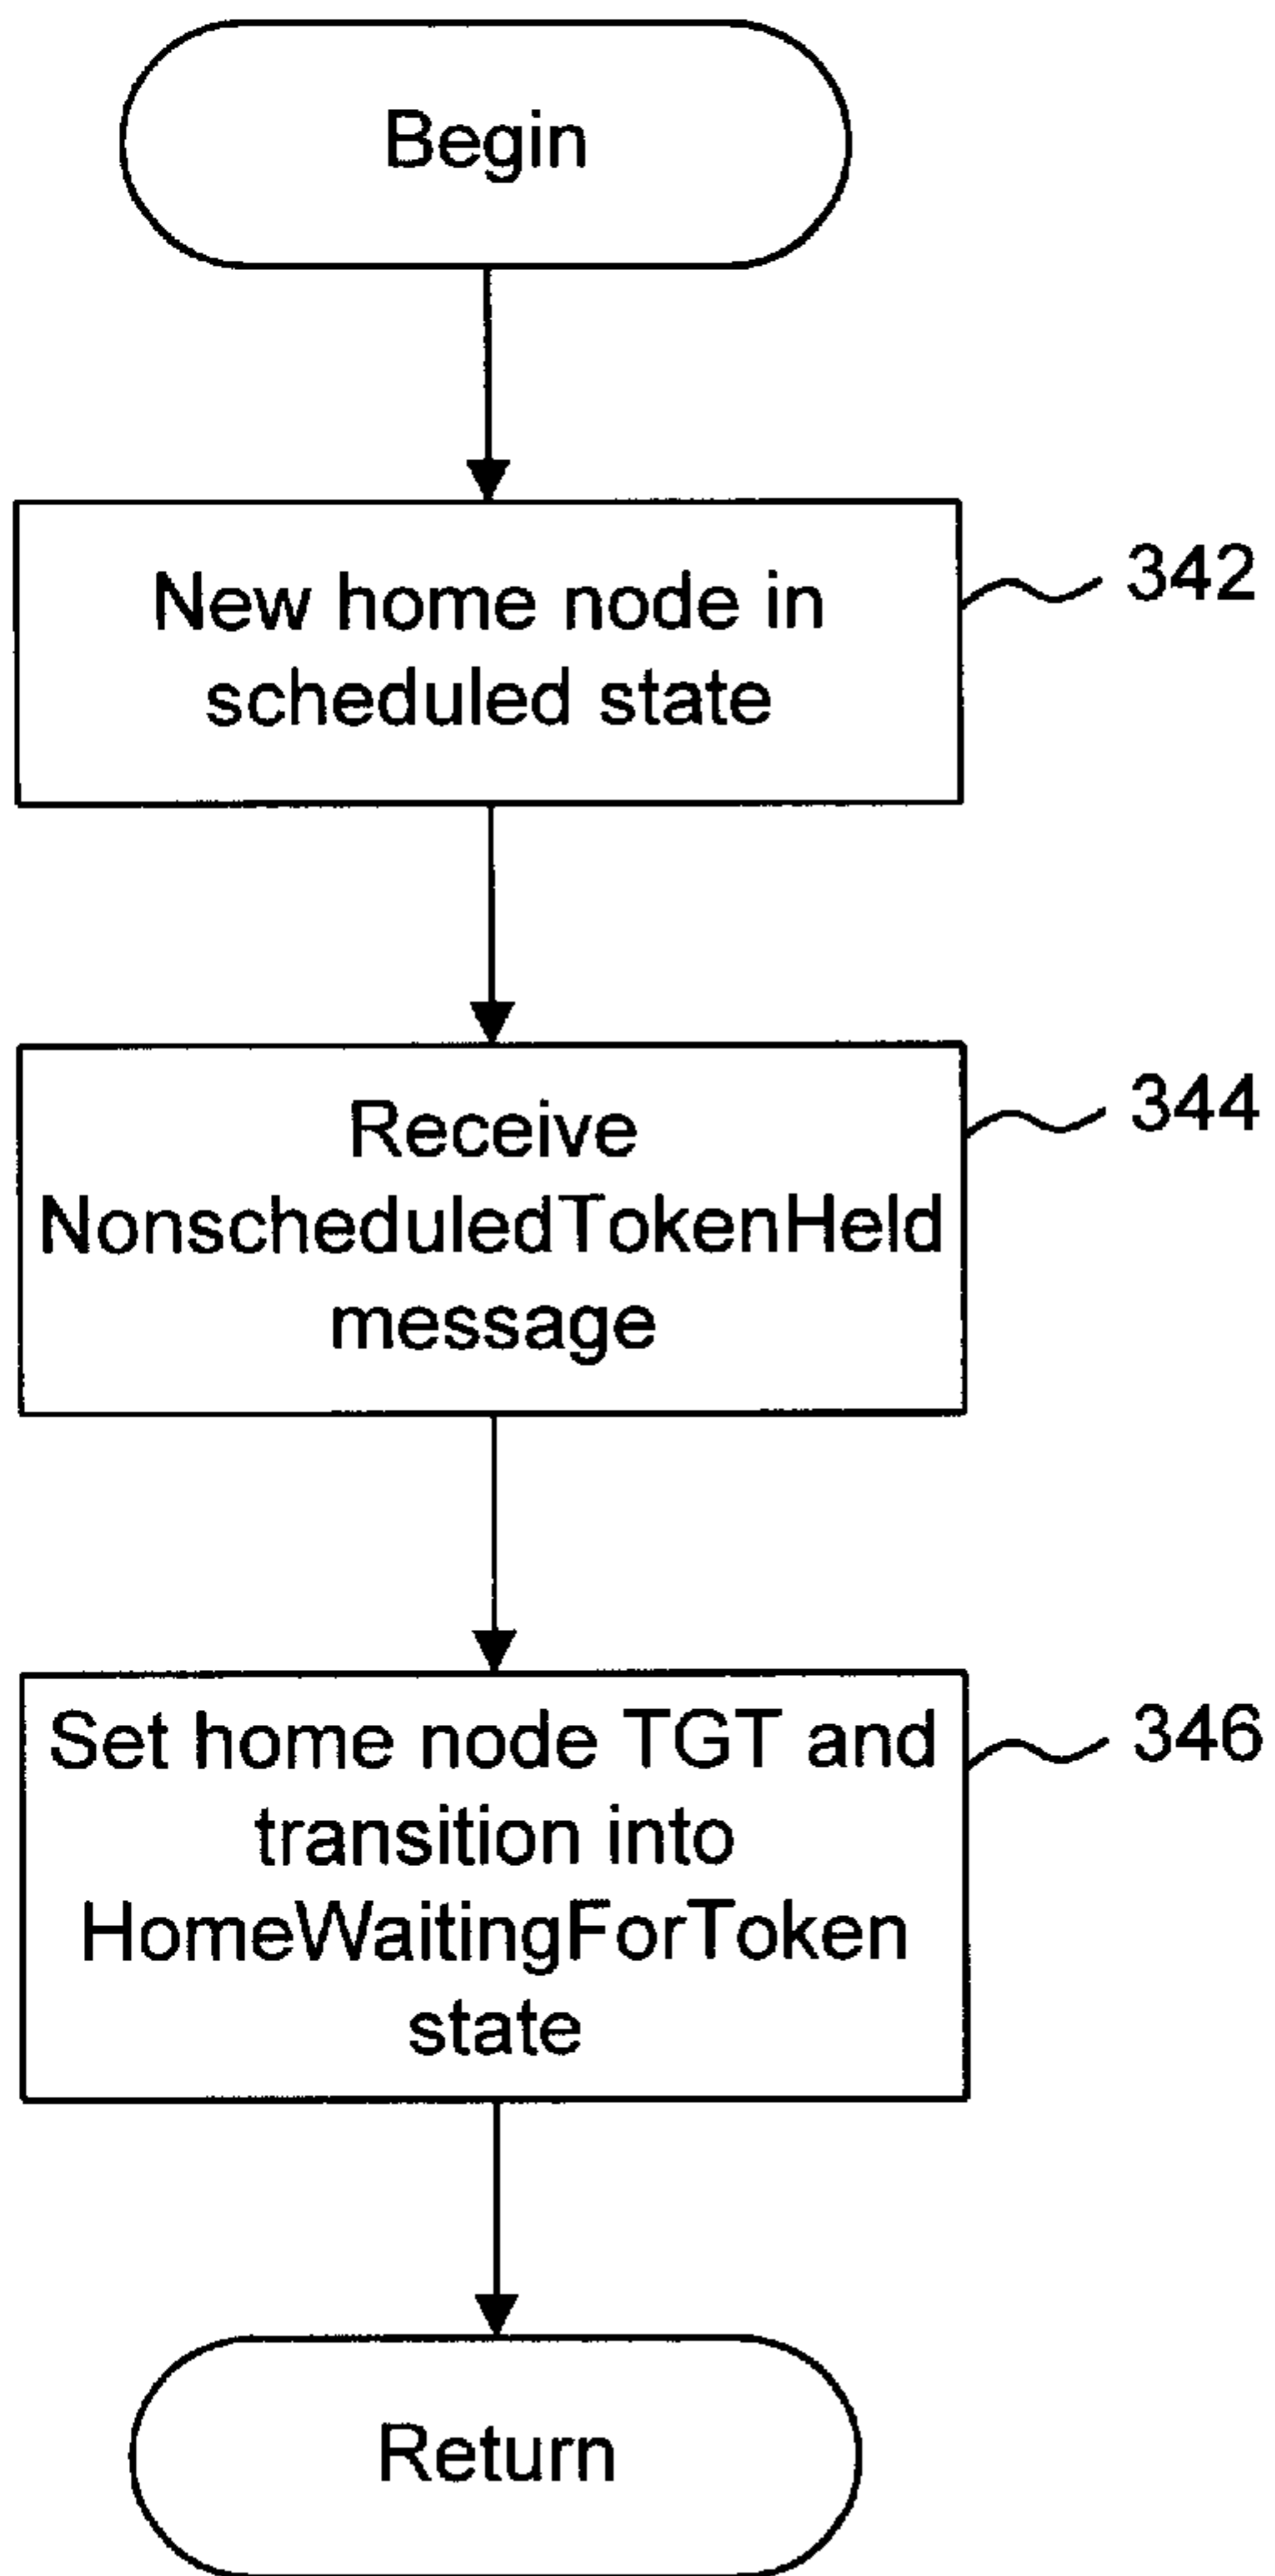 Begin
New home node in
scheduled state
342
Receive
NonscheduledTokenHeld
message
344
Set home node TGT and
transition into
HomeWaitingForToken
state
346
Return